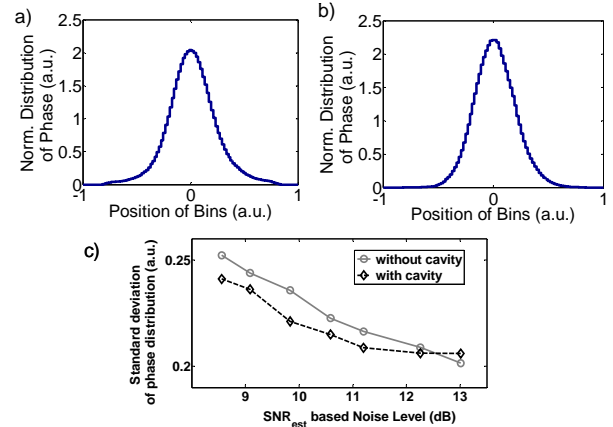 a)
2.5
2
1.5
1
0.5
0
-1
0
1
Norm. Distribution
of Phase (a.u.)
Position of Bins (a.u.)
b)
2.5
2
1.5
1
0.5
0
-1
0
1
Norm. Distribution
of Phase (a.u.)
Position of Bins (a.u.)
c)
0.25
0.2
Standard deviation
of phase distribution (a.u.)
without cavity
with cavity
9
10
11
12
13
SNRest based Noise Level (dB)